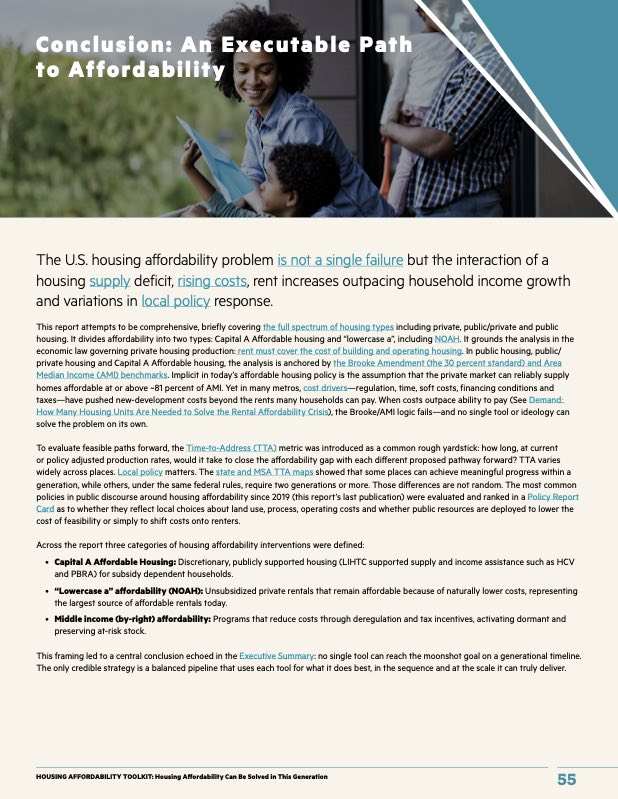 Conclusion: An Executable Path
to Affordability
The U.S. housing affordability problem is not a single failure but the interaction of a
housing supply deficit, rising costs, rent increases outpacing household income growth
and variations in local policy response.
This report attempts to be comprehensive, briefly covering the full spectrum of housing types including private, public/private and public
housing. It divides affordability into two types: Capital A Affordable Housing and “lowercase a”, including NOAH. It grounds the analysis in the
economic law governing private housing production: rent must cover the cost of building and operating housing. In public housing, public/
private housing and Capital A Affordable housing, the analysis is anchored by the Brooke Amendment (the 30 percent standard) and Area
Median Income (AMI) benchmarks. Implicit in today’s affordable housing policy is the assumption that the private market can reliably supply
homes affordable at or above ~81 percent of AMI. Yet in many metros, cost drivers—regulation, time, soft costs, financing conditions and
taxes—have pushed new-development costs beyond the rents many households can pay. When costs outpace ability to pay (See Demand:
How Many Housing Units Are Needed to Solve the Rental Affordability Crisis), the Brooke/AMI logic fails—and no single tool or ideology can
solve the problem on its own.
To evaluate feasible paths forward, the Time-to-Address (TTA) metric was introduced as a common rough yardstick: how long, at current
or policy adjusted production rates, would it take to close the affordability gap with each different proposed pathway forward? TTA varies
widely across places. Local policy matters. The state and MSA TTA maps showed that some places can achieve meaningful progress within a
generation, while others, under the same federal rules, require two generations or more. Those differences are not random. The most common
policies in public discourse around housing affordability since 2019 (this report’s last publication) were evaluated and ranked in a Policy Report
Card as to whether they reflect local choices about land use, process, operating costs and whether public resources are deployed to lower the
cost of feasibility or simply to shift costs onto renters.
Across the report three categories of housing affordability interventions were defined:
• Capital A Affordable Housing: Discretionary, publicly supported housing (LIHTC supported supply and income assistance such as HCV
and PBRA) for subsidy dependent households.
• “Lowercase a” affordability (NOAH): Unsubsidized private rentals that remain affordable because of naturally lower costs, representing
the largest source of affordable rentals today.
• Middle income (by-right) affordability: Programs that reduce costs through deregulation and tax incentives, activating dormant and
preserving at-risk stock.
This framing led to a central conclusion echoed in the Executive Summary: no single tool can reach the moonshot goal on a generational timeline.
The only credible strategy is a balanced pipeline that uses each tool for what it does best, in the sequence and at the scale it can truly deliver.
HOUSING AFFORDABILITY TOOLKIT: Housing Affordability Can Be Solved in This Generation
55